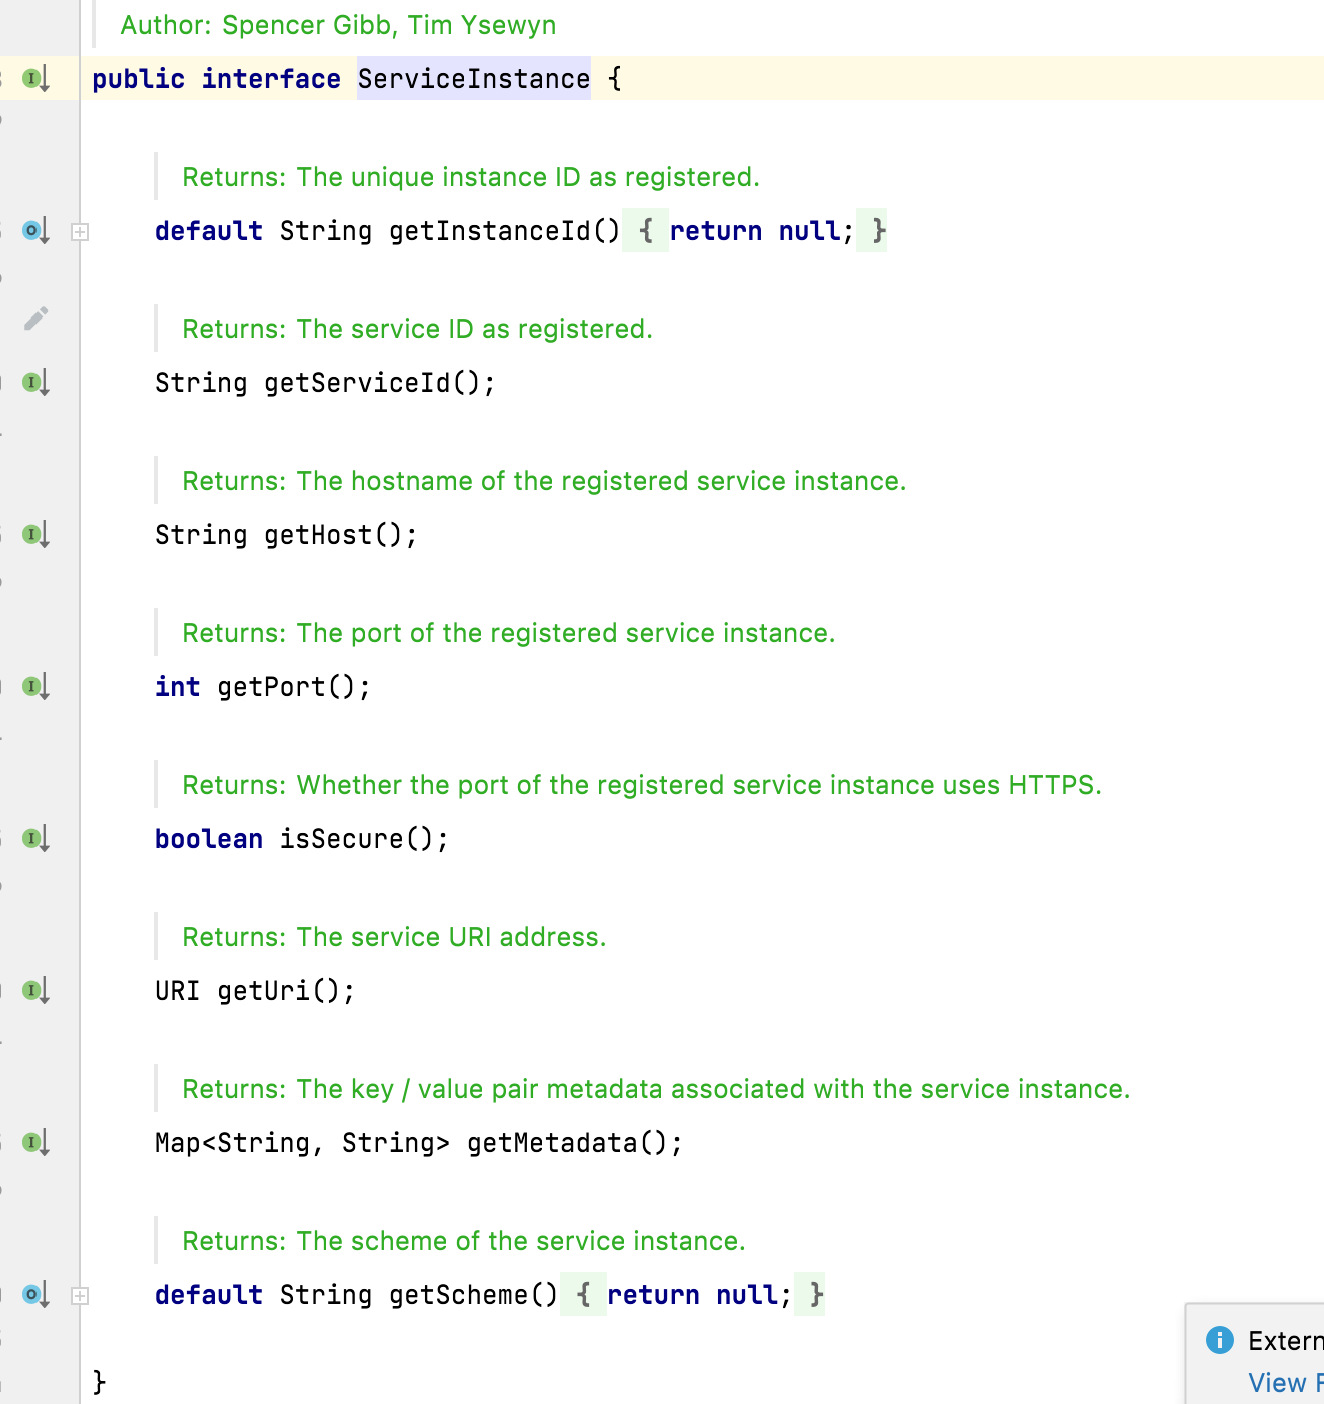 Author: Spencer Gibb, Tim Ysewyn
public interface ServiceInstance {
Returns: The unique instance ID as registered.
default String getInstanceId() { return null; }
Returns: The service ID as registered.
String getServiceId();
Returns: The hostname of the registered service instance.
String getHost();
Returns: The port of the registered service instance.
int getPort();
Returns: Whether the port of the registered service instance uses HTTPS.
boolean isSecure();
Returns: The service URI address.
URI getUri();
Returns: The key / value pair metadata associated with the service instance.
Map<String, String> getMetadata();
Returns: The scheme of the service instance.
default String getScheme() { return null; }
}
Extern
View